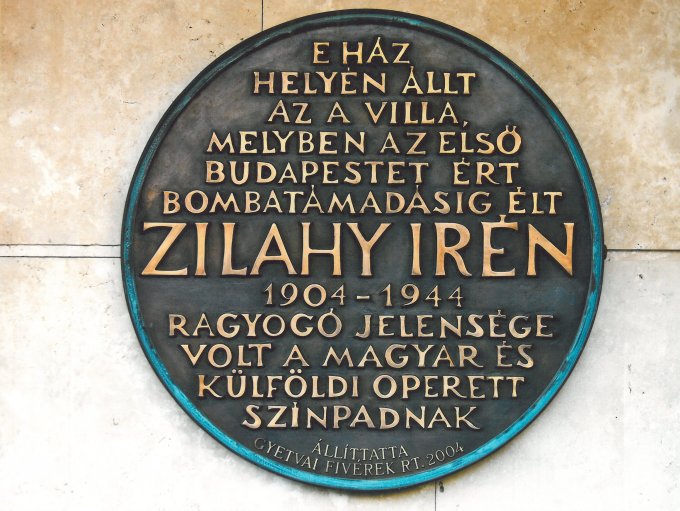 E HÁZ
HELYÉN ÁLLT
AZ A VILLA,
MELYBEN AZ ELSŐ
BUDAPESTET ÉRT
BOMBATÁMADÁSIG ÉLT
ZILAHY IRÉN
1904-1944
RAGYOGÓ JELENSÉGE
VOLT A MAGYAR ÉS
KÜLFÖLDI OPERETT
SZÍNPADNAK
ÁLLÍTTATTA
GYETVAI FIVÉREK RT. 2004